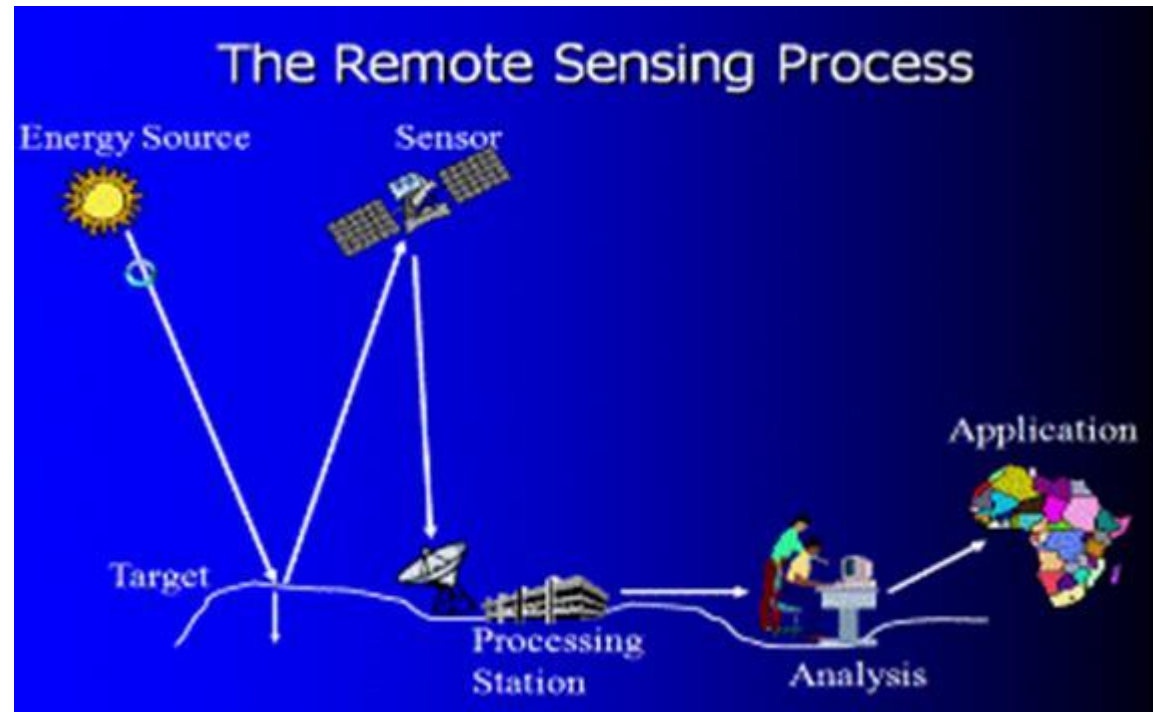 The Remote Sensing Process
Energy Source
Sensor
Application
Target
Processing
Station
Analysis